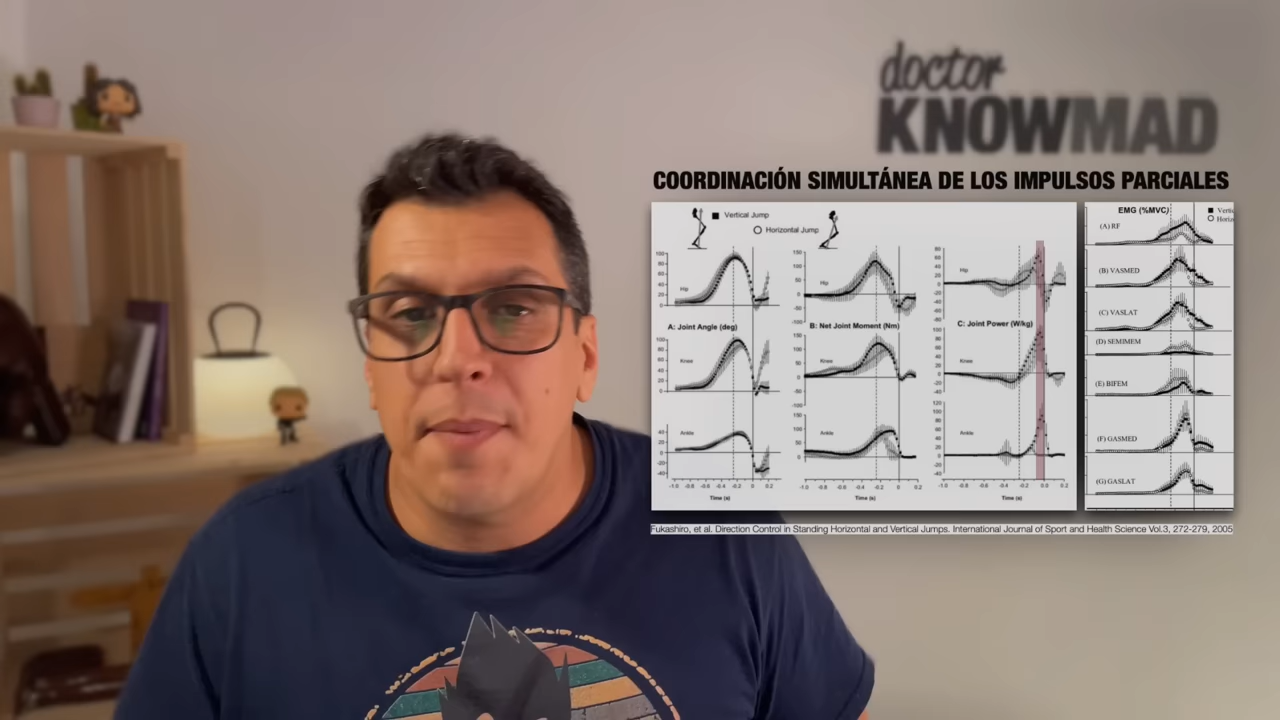 doctor
KNOWMAD
COORDINACIÓN SIMULTÁNEA DE LOS IMPULSOS PARCIALES
Vertical Jump
Horizontal Jump
Hip
A: Joint Angle (deg)
Knee
Ankle
Time (s)
Hip
B: Net Joint Moment (Nm)
Knee
Ankle
Time (s)
Hip
C: Joint Power (W/kg)
Knee
Ankle
Time (s)
EMG (%MVC)
(A) RF
(B) VASMED
(C) VASLAT
(D) SEMIMEM
(E) BIFEM
(F) GASMED
(G) GASLAT
Fukashiro, et al. Direction Control in Standing Horizontal and Vertical Jumps. International Journal of Sport and Health Science Vol.3, 272-279, 2005